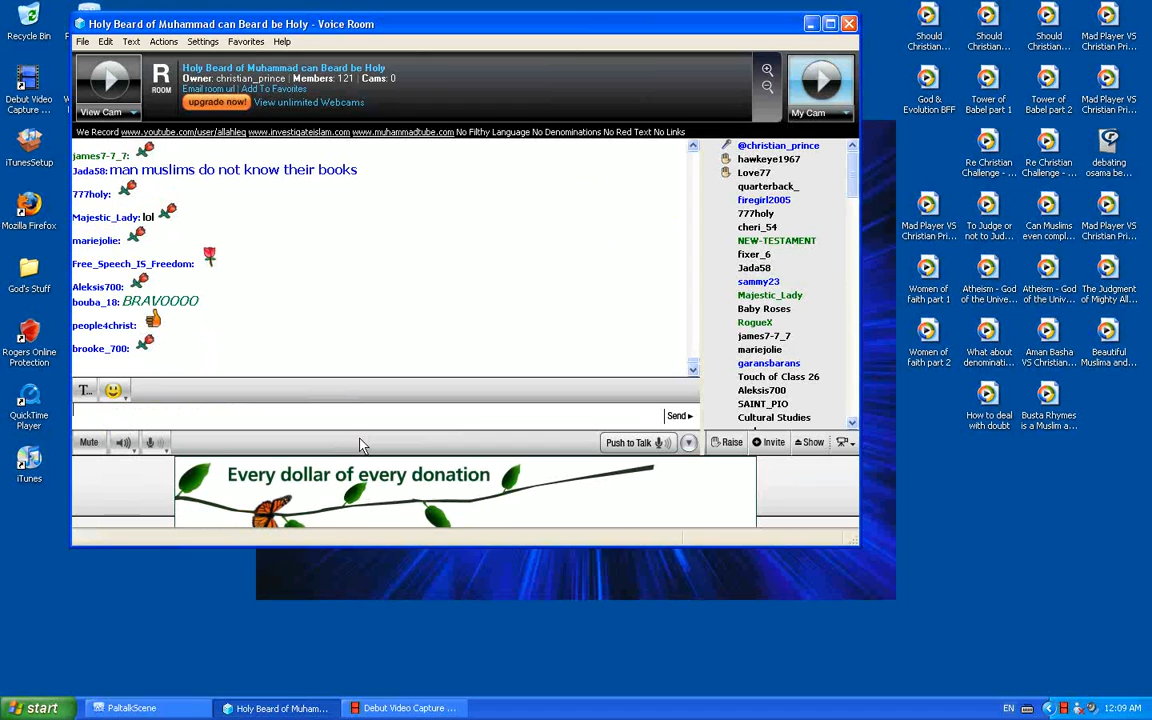 Holy Beard of Muhammad can Beard be Holy - Voice Room
File Edit Text Actions Settings Favorites Help
View Cam
R
ROOM
Holy Beard of Muhammad can Beard be Holy
Owner: christian_prince | Members: 121 | Cams: 0
Email room url | Add To Favorites
upgrade now! View unlimited Webcams
My Cam
We Record www.youtube.com/user/allahleg www.investigateislam.com www.muhammadtube.com No Filthy Language No Denominations No Red Text No Links
james7-7_7:
Jada58: man muslims do not know their books
777holy:
Majestic_Lady: lol
mariejolie:
Free_Speech_IS_Freedom:
Aleksis700:
bouba_18: BRAVOOOO
people4christ:
brooke_700:
@christian_prince
hawkeye1967
Love77
quarterback_
firegirl2005
777holy
cheri_54
NEW-TESTAMENT
fixer_6
Jada58
sammy23
Majestic_Lady
Baby Roses
RogueX
james7-7_7
mariejolie
garansbarans
Touch of Class 26
Aleksis700
SAINT_PIO
Cultural Studies
T...
Send
Mute
Push to Talk
Raise Invite Show
Every dollar of every donation
Recycle Bin
Debut Video
Capture ...
iTunesSetup
Mozilla Firefox
God's Stuff
Rogers Online
Protection
QuickTime
Player
iTunes
Should
Christian...
Should
Christian...
Should
Christian...
Mad Player VS
Christian Pri...
God &
Evolution BFF
Tower of
Babel part 1
Tower of
Babel part 2
Mad Player VS
Christian Pri...
Re Christian
Challenge - ...
Re Christian
Challenge - ...
debating
osama be...
Mad Player VS
Christian Pri...
To Judge or
not to Jud...
Can Muslims
even compl...
Mad Player VS
Christian Pri...
Women of
faith part 1
Atheism - God
of the Unive...
Atheism - God
of the Univ...
The Judgment
of Mighty All...
Women of
faith part 2
What about
denominati...
Aman Basha
VS Christian...
Beautiful
Muslima and...
How to deal
with doubt
Busta Rhymes
is a Muslim a...
start
PaltalkScene
Holy Beard of Muham...
Debut Video Capture ...
EN
12:09 AM